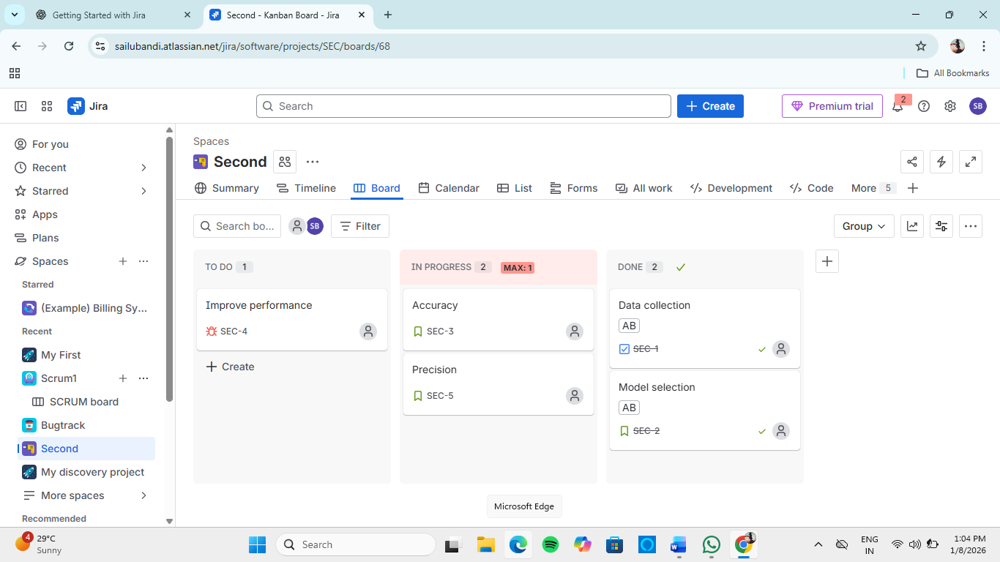 Getting Started with Jira
Second - Kanban Board - Jira
sailubandi.atlassian.net/jira/software/projects/SEC/boards/68
All Bookmarks
Jira
Search
Create
Premium trial
2
SB
For you
Recent
Starred
Apps
Plans
Spaces
Starred
(Example) Billing Sy...
Recent
My First
Scrum1
SCRUM board
Bugtrack
Second
My discovery project
More spaces
Recommended
Spaces
Second
Summary
Timeline
Board
Calendar
List
Forms
All work
Development
Code
More 5
Search bo...
SB
Filter
Group
TO DO 1
Improve performance
SEC-4
Create
IN PROGRESS 2 MAX: 1
Accuracy
SEC-3
Precision
SEC-5
DONE 2
Data collection
AB
SEC-1
Model selection
AB
SEC-2
Microsoft Edge
4
29°C
Sunny
Search
ENG
IN
1:04 PM
1/8/2026